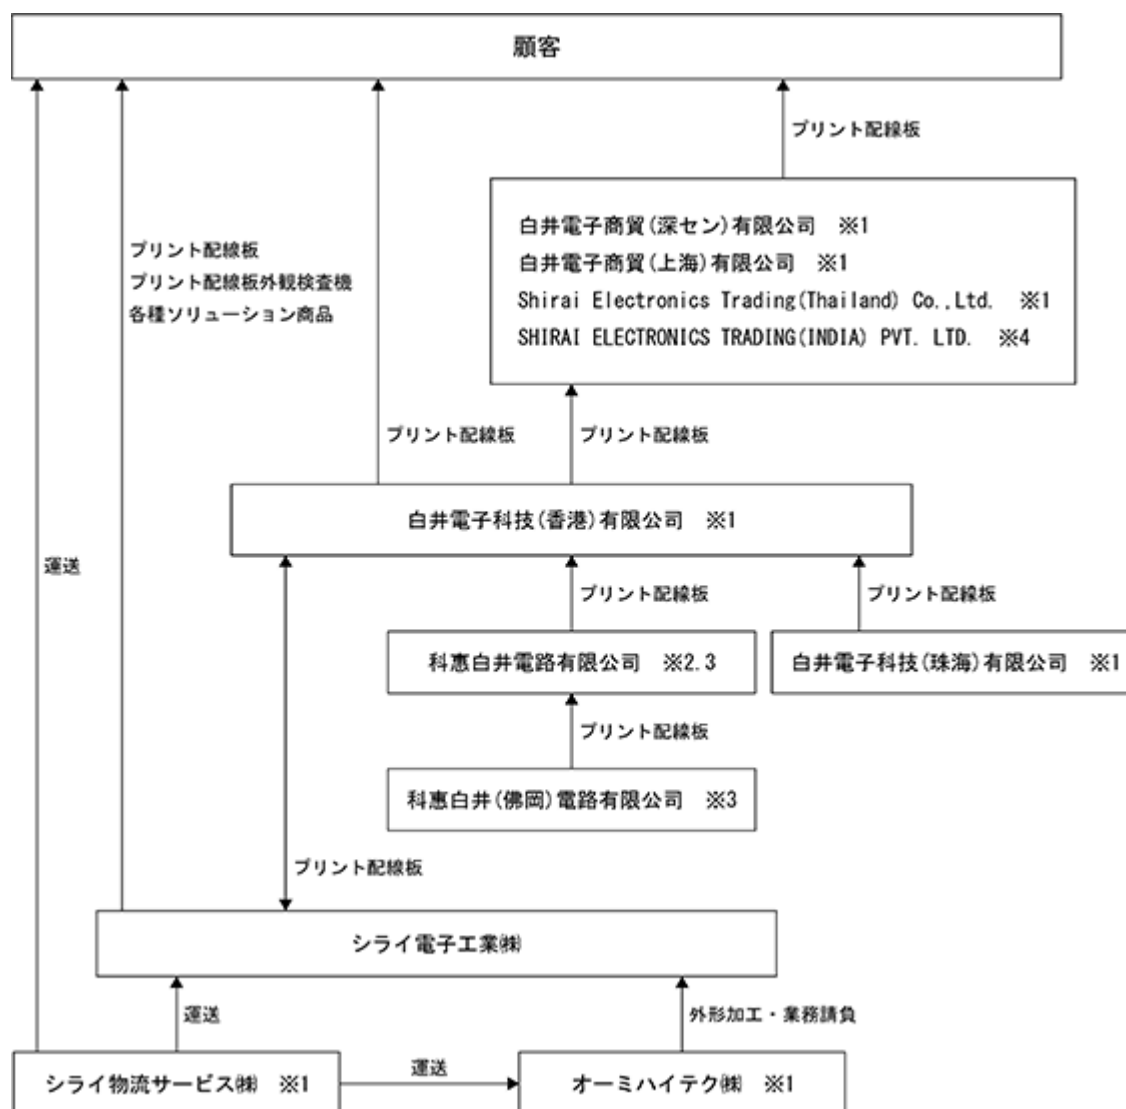 顧客
プリント配線板
白井電子商貿(深セン)有限公司 ※1
白井電子商貿(上海)有限公司 ※1
Shirai Electronics Trading(Thailand) Co.,Ltd. ※1
SHIRAI ELECTRONICS TRADING(INDIA) PVT. LTD. ※4
プリント配線板
プリント配線板外観検査機
各種ソリューション商品
プリント配線板
プリント配線板
白井電子科技(香港)有限公司 ※1
運送
プリント配線板
プリント配線板
科惠白井電路有限公司 ※2.3
白井電子科技(珠海)有限公司 ※1
プリント配線板
科惠白井(佛岡)電路有限公司 ※3
プリント配線板
シライ電子工業㈱
運送
外形加工・業務請負
シライ物流サービス㈱ ※1
運送
オーミハイテク㈱ ※1